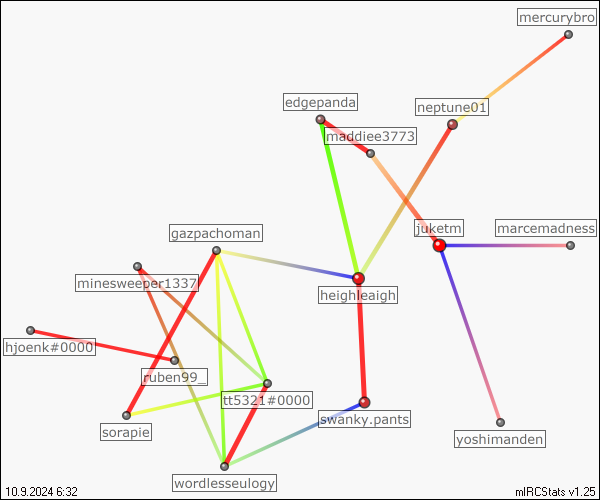 mercurybro
edgepanda
neptune01
maddiee3773
gazpachoman
juketm
marcemadness
minesweeper1337
heighleaigh
hjoenk#0000
ruben99_
tt5321#0000
swanky.pants
sorapie
yoshimanden
wordlesseulogy
10.9.2024 6:32
mIRCStats v1.25